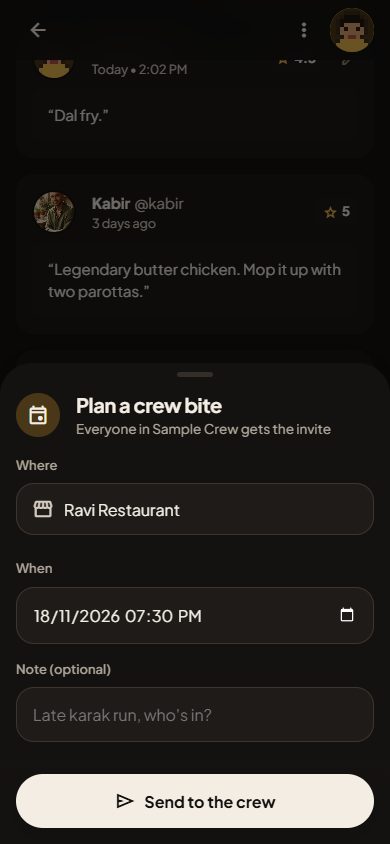 Today • 2:02 PM
“Dal fry.”
Kabir @kabir
5
3 days ago
“Legendary butter chicken. Mop it up with
two parottas.”
Plan a crew bite
Everyone in Sample Crew gets the invite
Where
Ravi Restaurant
When
18/11/2026 07:30 PM
Note (optional)
Late karak run, who's in?
Send to the crew